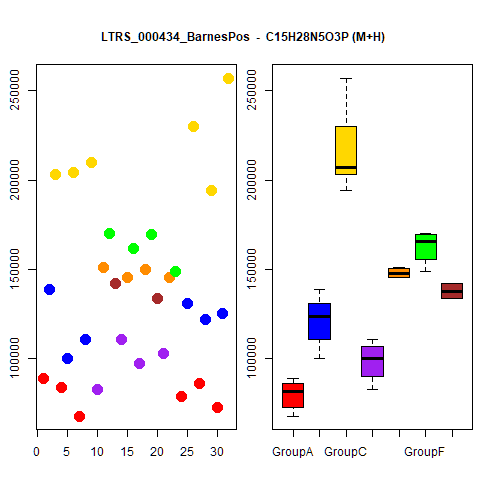 LTRS_000434_BarnesPos - C15H28N5O3P (M+H)
250000
200000
150000
100000
0 5 10 15 20 25 30
250000
200000
150000
100000
GroupA GroupC GroupF